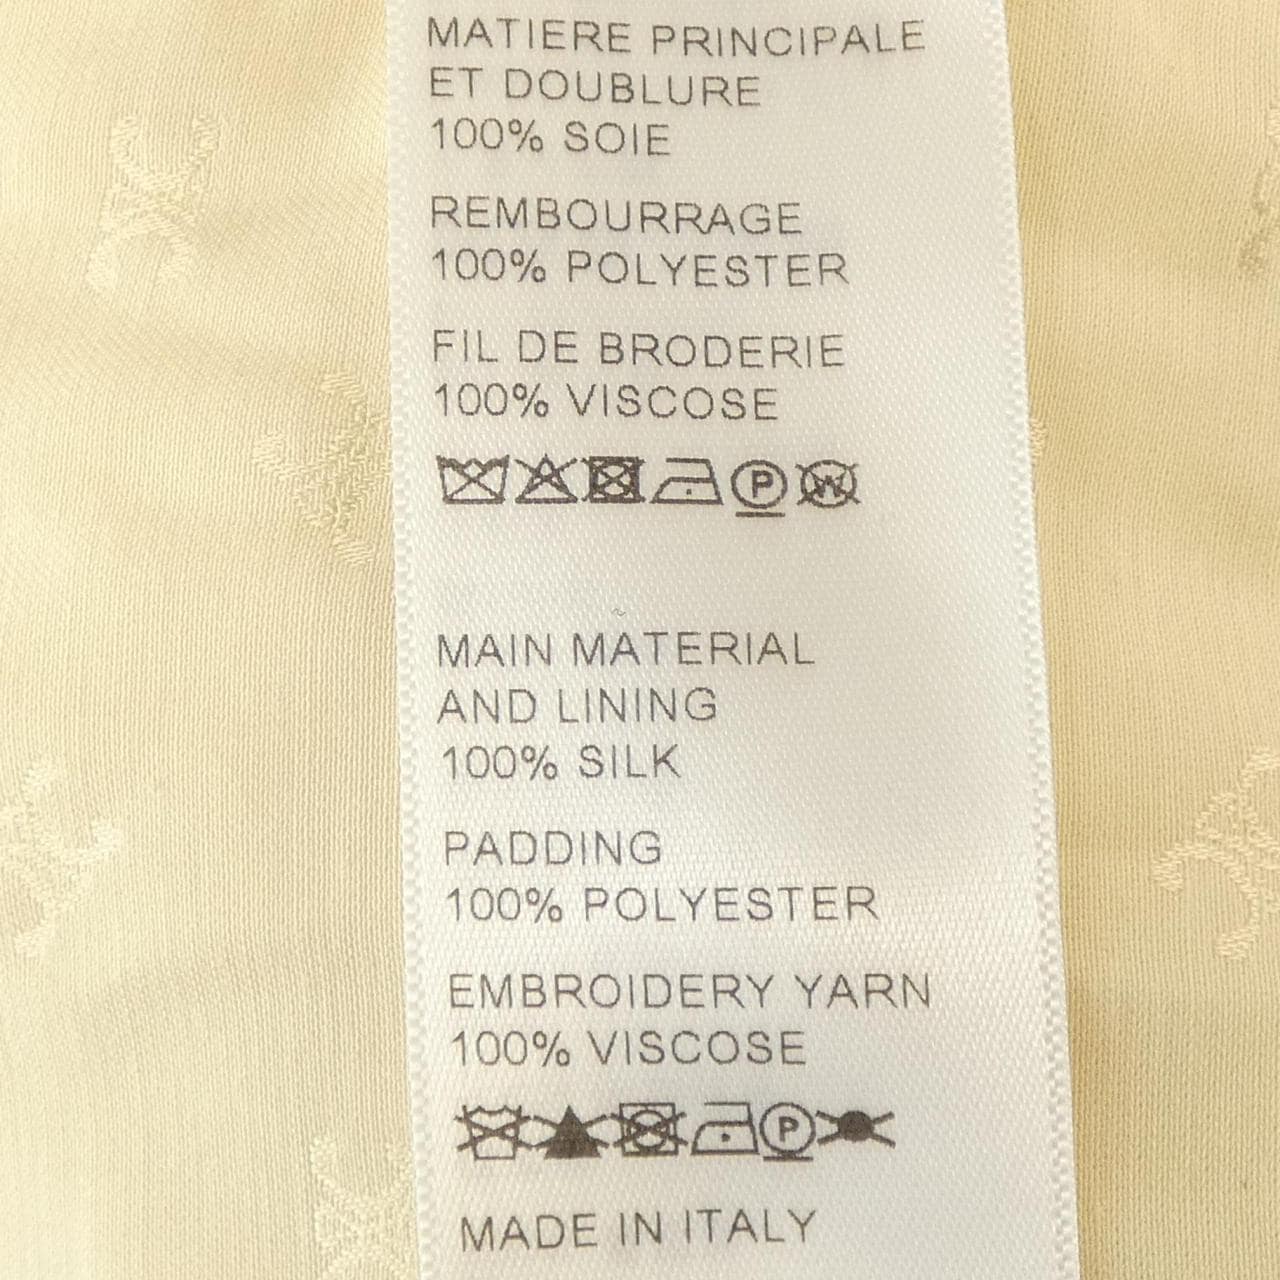 MATIERE PRINCIPALE
ET DOUBLURE
100% SOIE
REMBOURRAGE
100% POLYESTER
FIL DE BRODERIE
100% VISCOSE
P W
MAIN MATERIAL
AND LINING
100% SILK
PADDING
100% POLYESTER
EMBROIDERY YARN
100% VISCOSE
P
MADE IN ITALY